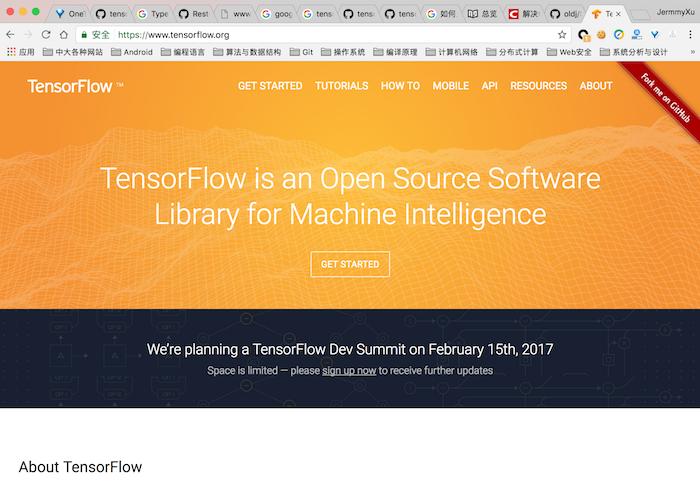 One
tens
Type
Rest
www
goog
tens
tens
tens
如何
总览
解决
oldj/
Te
JermmyXu
安全 https://www.tensorflow.org
应用 中大各种网站 Android 编程语言 算法与数据结构 Git 操作系统 编译原理 计算机网络 分布式计算 Web安全 系统分析与设计 »
TensorFlow ™
GET STARTED TUTORIALS HOW TO MOBILE API RESOURCES ABOUT
Fork me on GitHub
TensorFlow is an Open Source Software
Library for Machine Intelligence
GET STARTED
We're planning a TensorFlow Dev Summit on February 15th, 2017
Space is limited — please sign up now to receive further updates
About TensorFlow